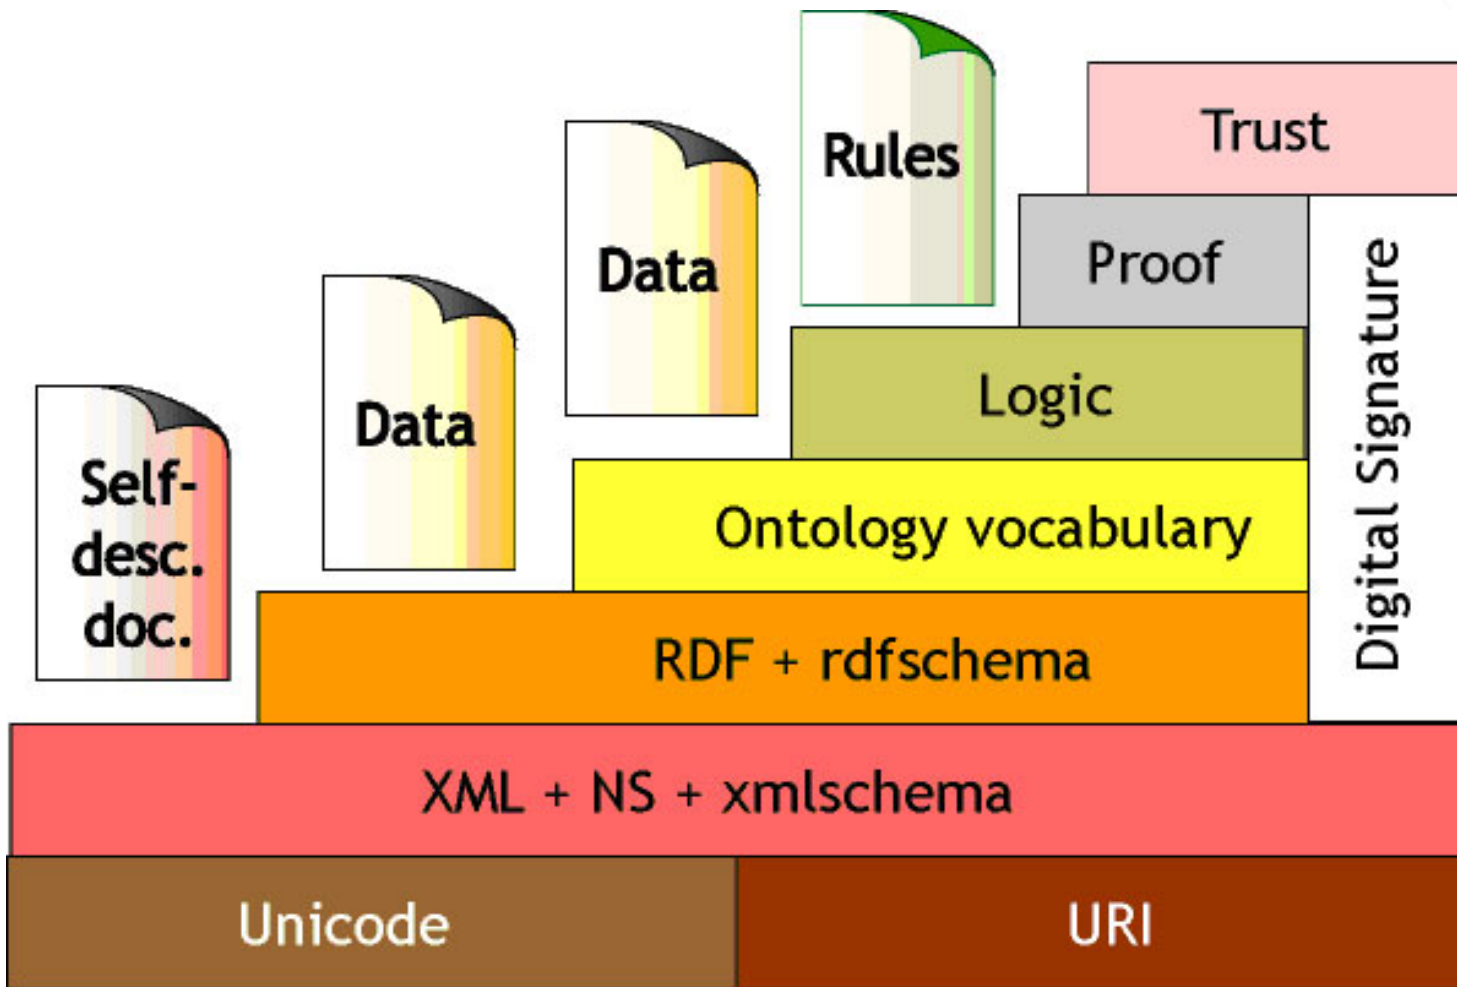 Trust
Rules
Proof
Data
Logic
Data
Digital Signature
Self-
desc.
doc.
Ontology vocabulary
RDF + rdfschema
XML + NS + xmlschema
Unicode
URI